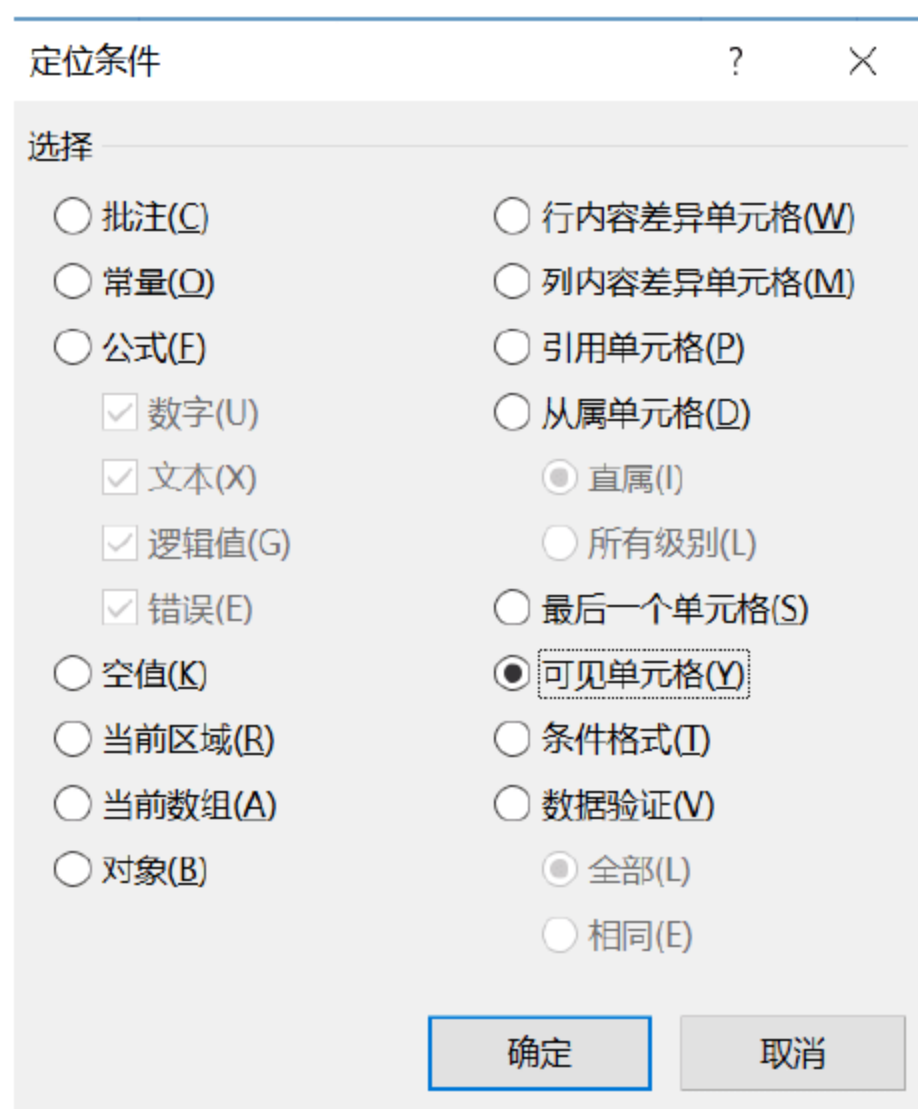 定位条件 ?
选择
批注(C)
常量(O)
公式(F)
数字(U)
文本(X)
逻辑值(G)
错误(E)
空值(K)
当前区域(R)
当前数组(A)
对象(B)
行内容差异单元格(W)
列内容差异单元格(M)
引用单元格(P)
从属单元格(D)
直属(I)
所有级别(L)
最后一个单元格(S)
可见单元格(Y)
条件格式(T)
数据验证(V)
全部(L)
相同(E)
确定 取消